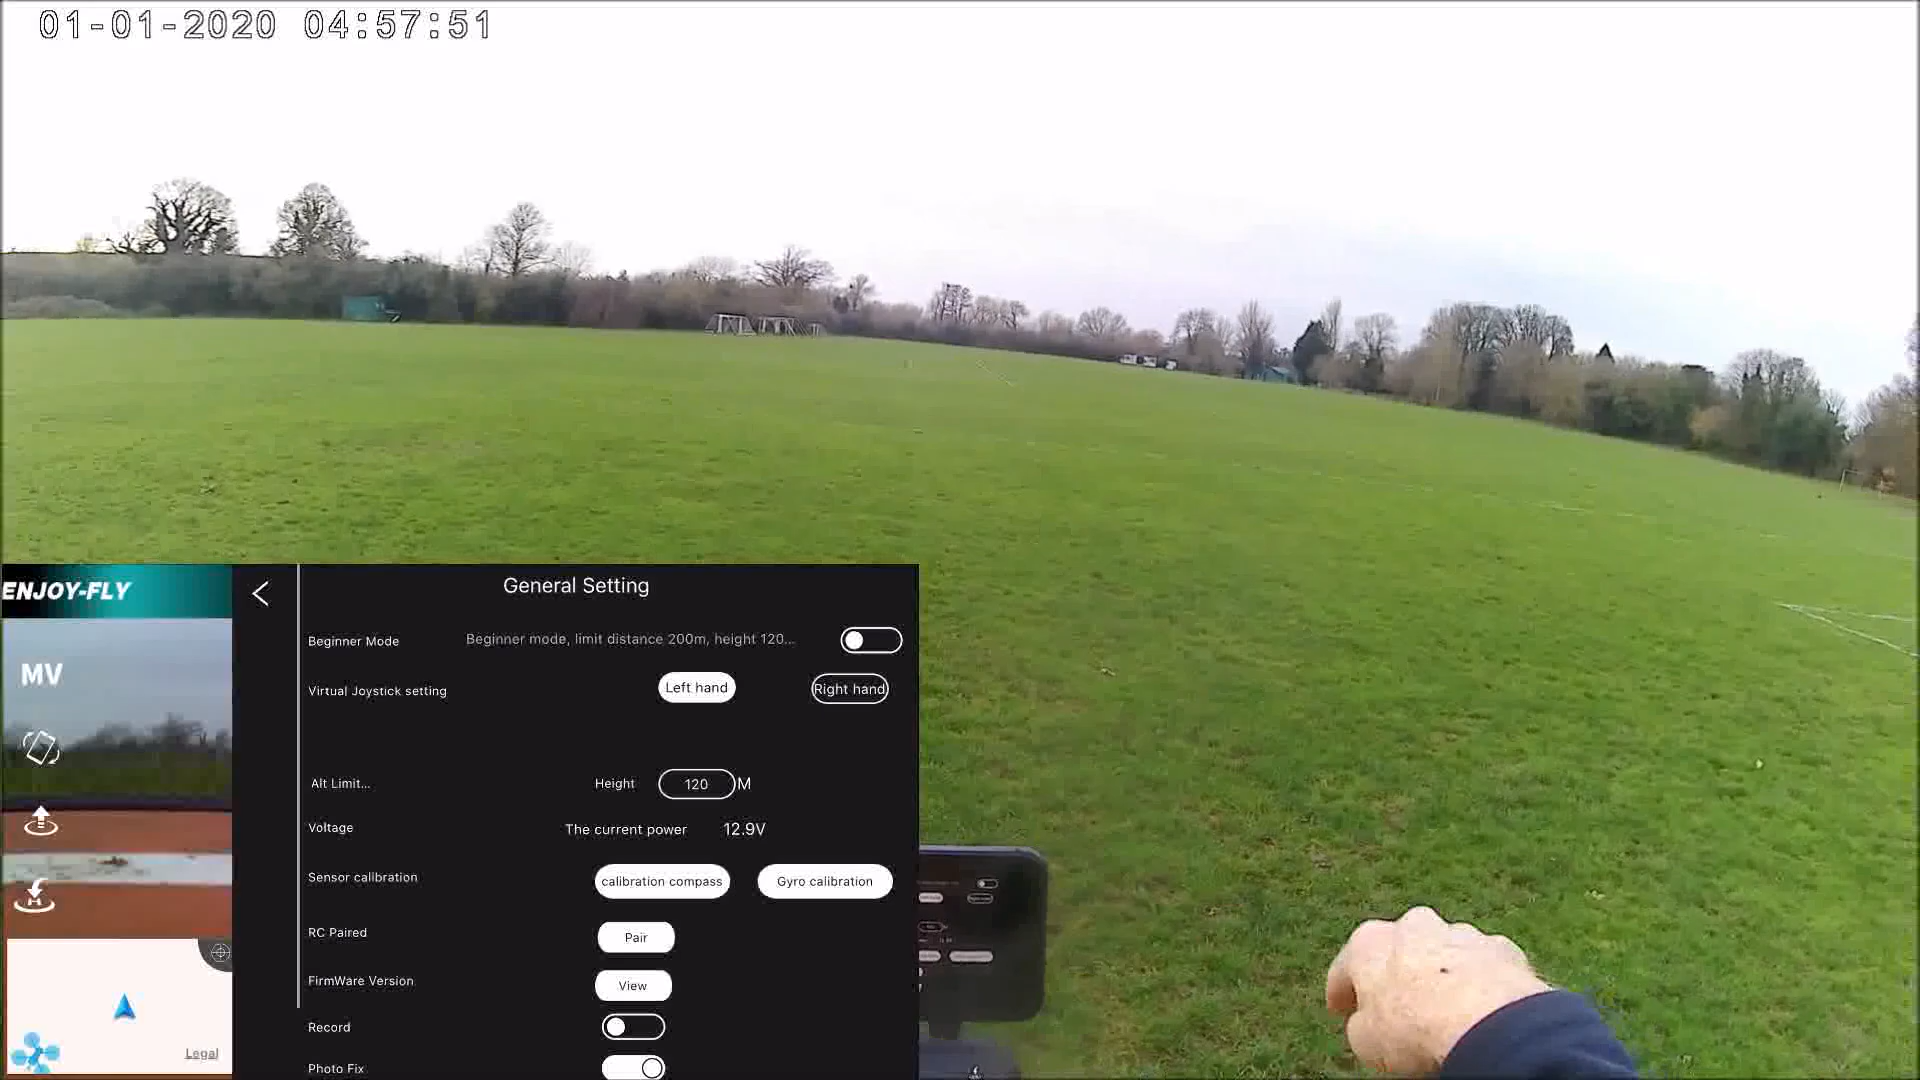 01-01-2020 04:57:51
ENJOY-FLY
General Setting
Beginner Mode
Beginner mode, limit distance 200m, height 120...
MV
Virtual Joystick setting
Left hand
Right hand
Alt Limit...
Height
120
M
Voltage
The current power
12.9V
Sensor calibration
calibration compass
Gyro calibration
RC Paired
Pair
FirmWare Version
View
Record
Legal
Photo Fix